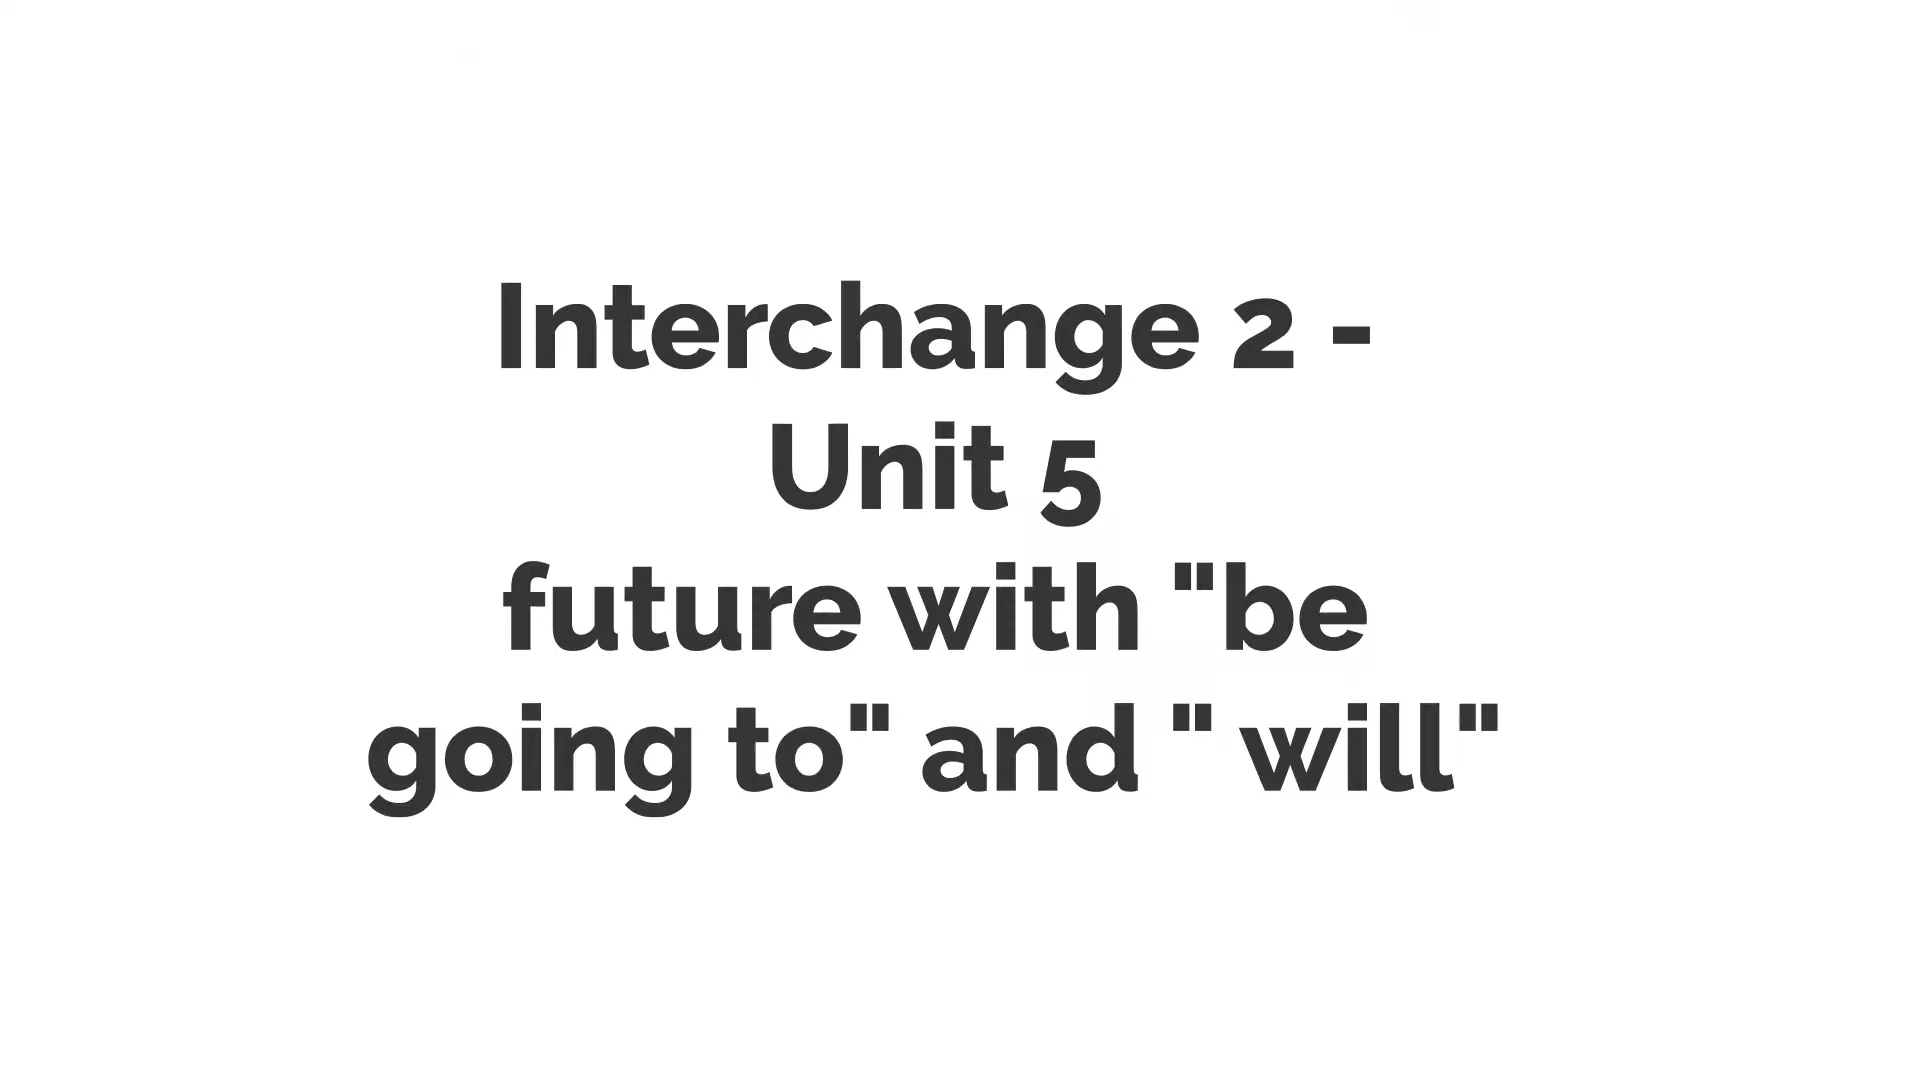 Interchange 2 -
Unit 5
future with "be
going to" and " will"